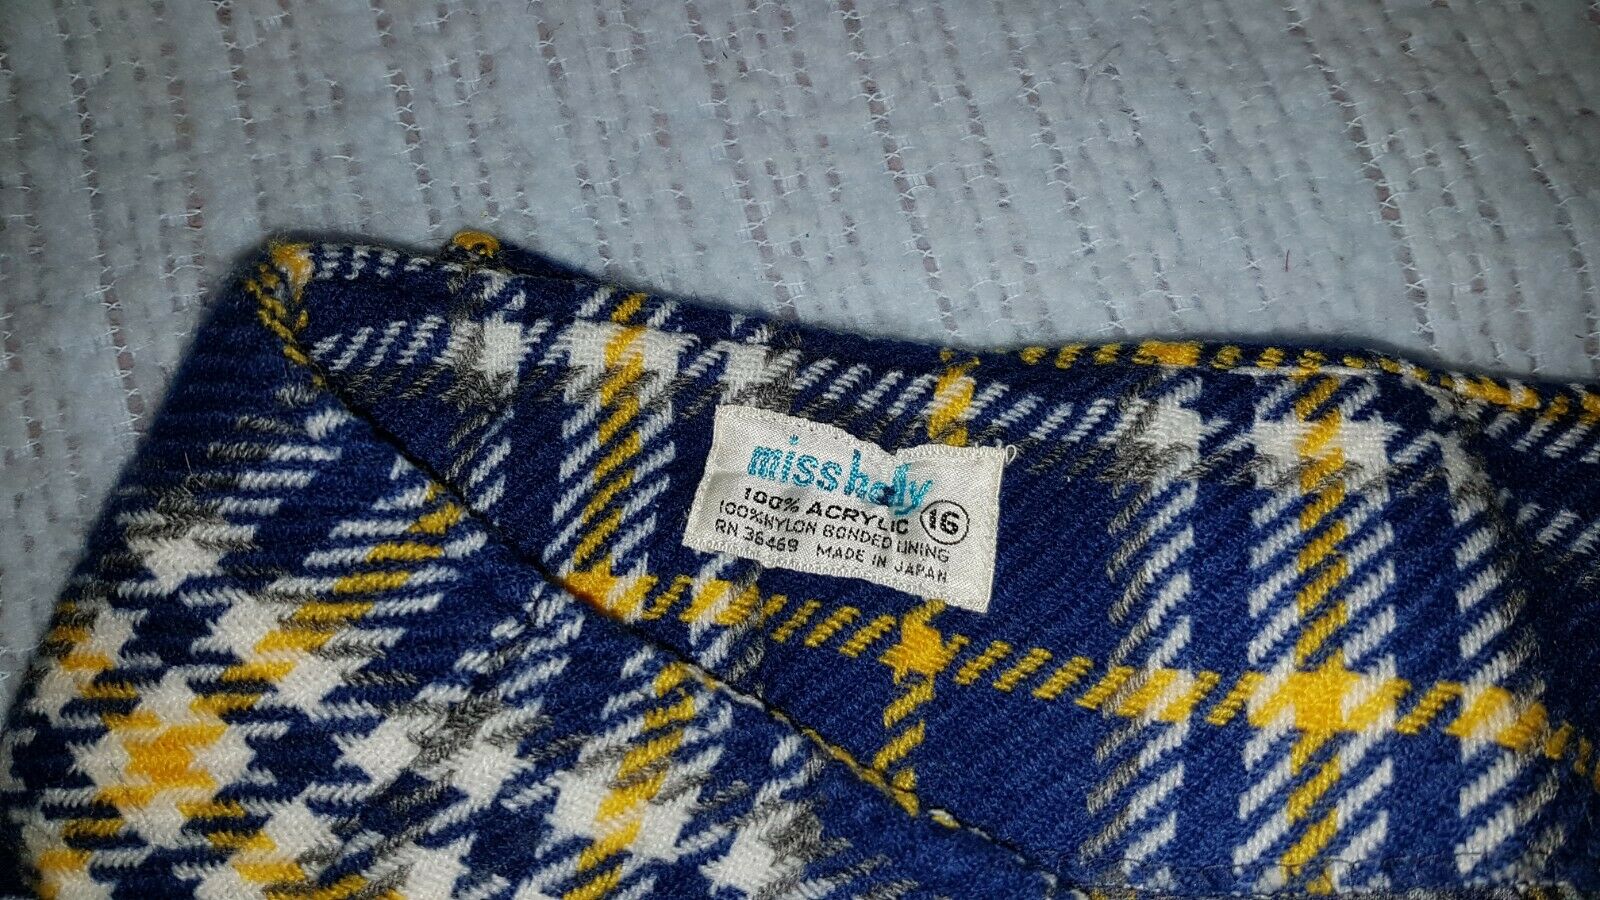 miss holly
100% ACRYLIC 16
100% NYLON BONDED LINING
RN 36469 MADE IN JAPAN